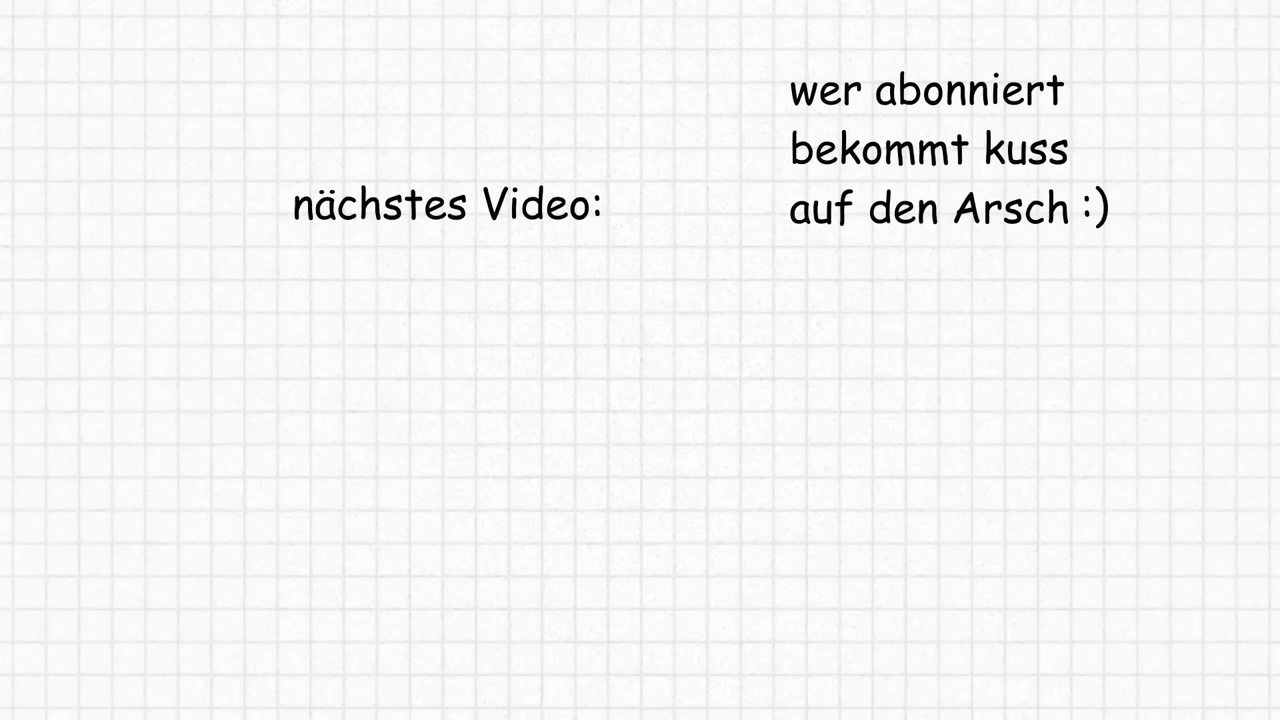 nächstes Video:
wer abonniert
bekommt kuss
auf den Arsch :)